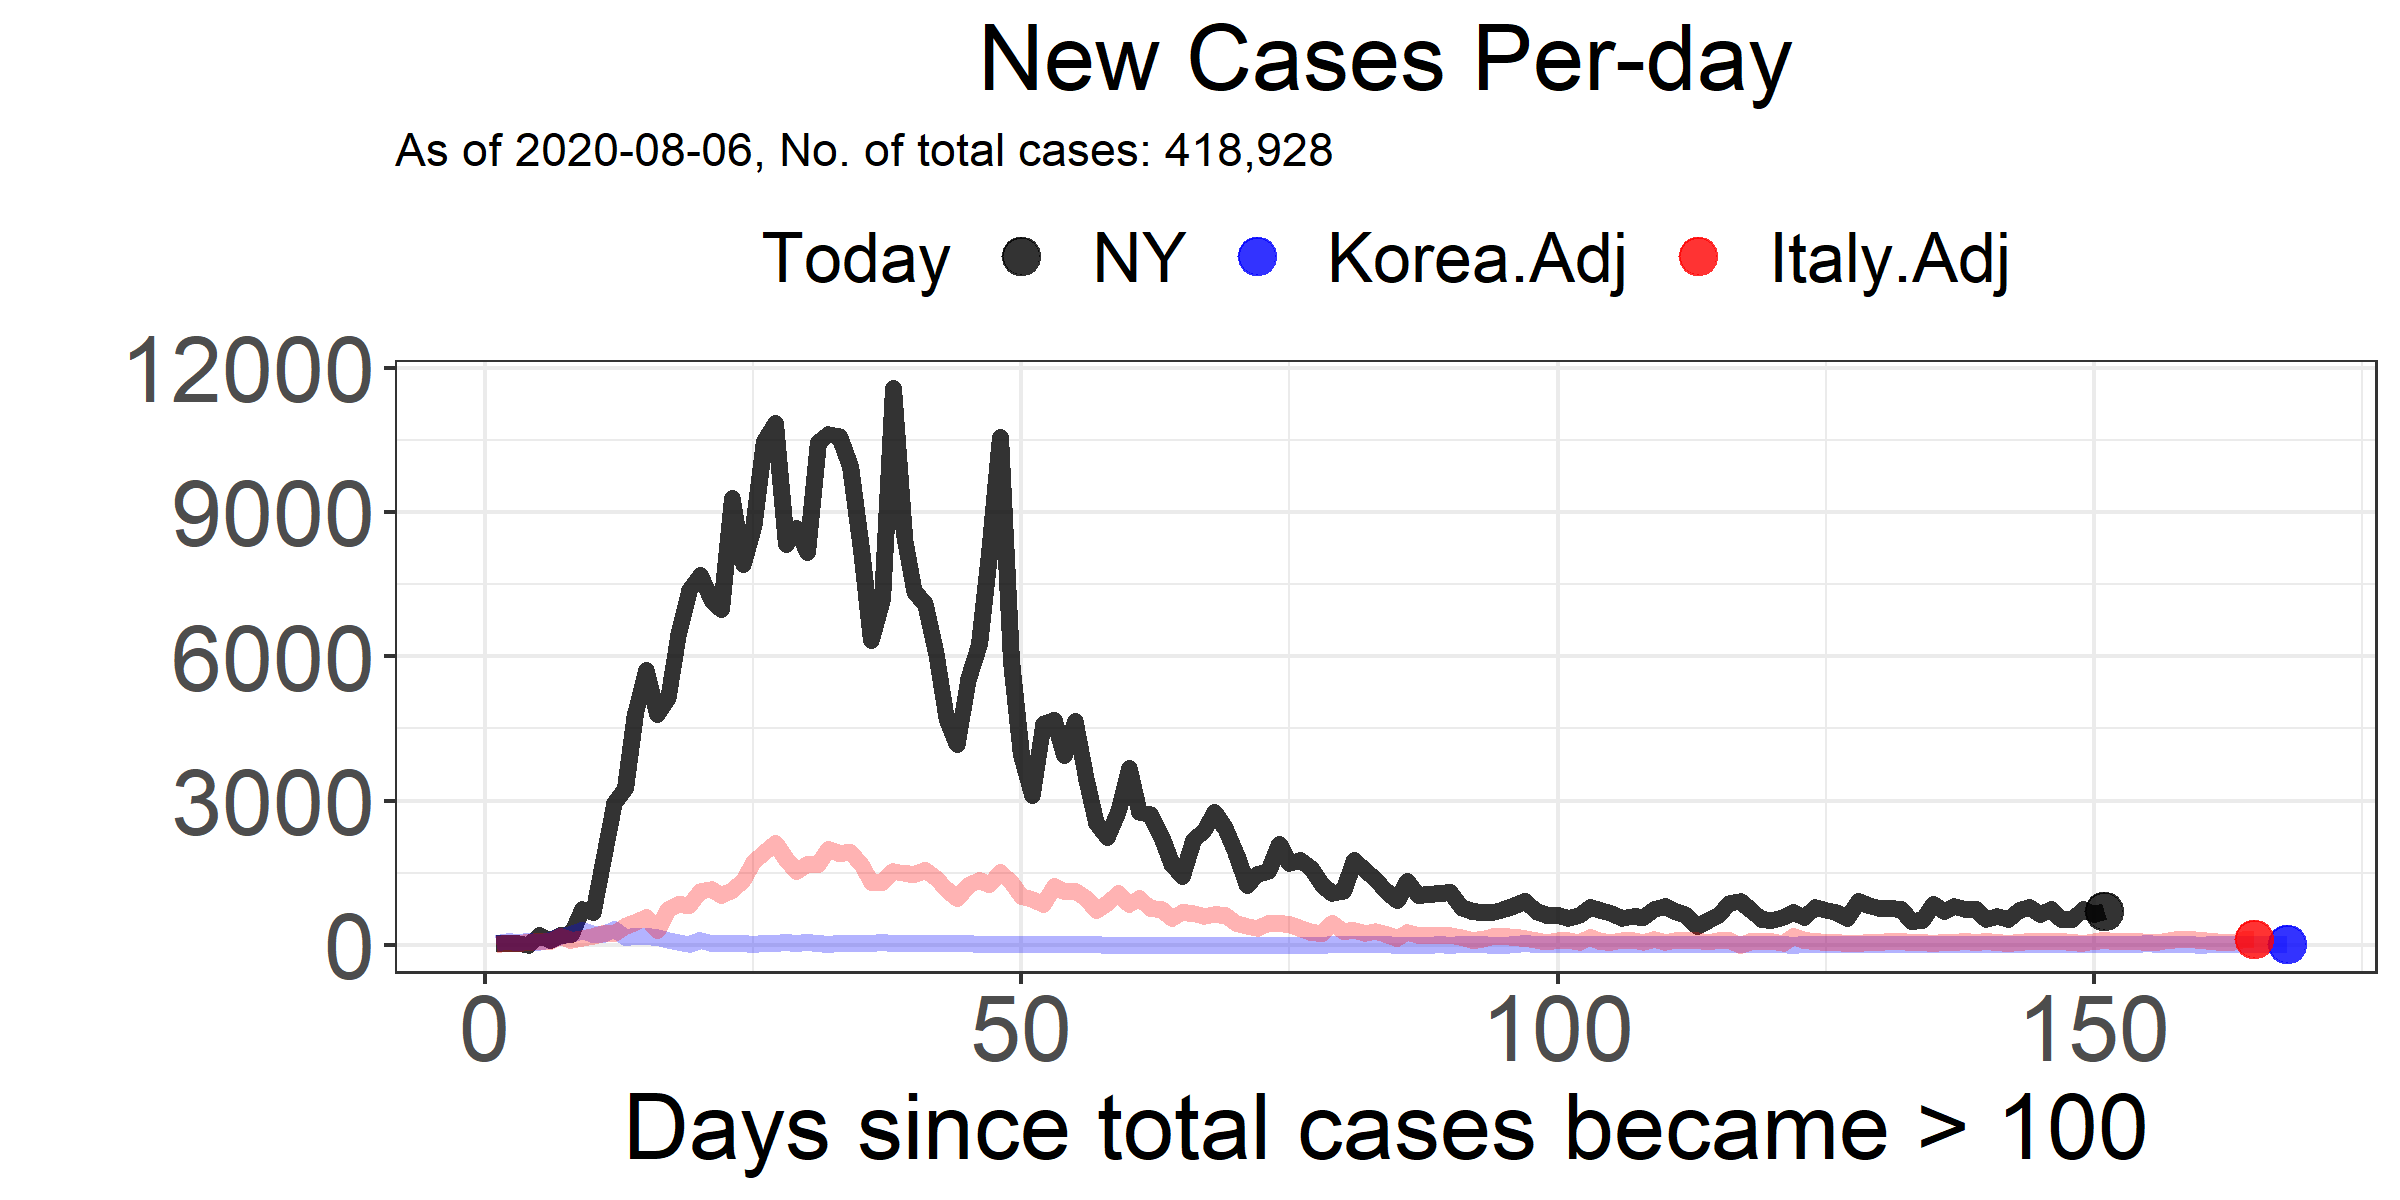 New Cases Per-day
As of 2020-08-06, No. of total cases: 418,928
Today NY Korea.Adj Italy.Adj
12000
9000
6000
3000
0
0 50 100 150
Days since total cases became > 100